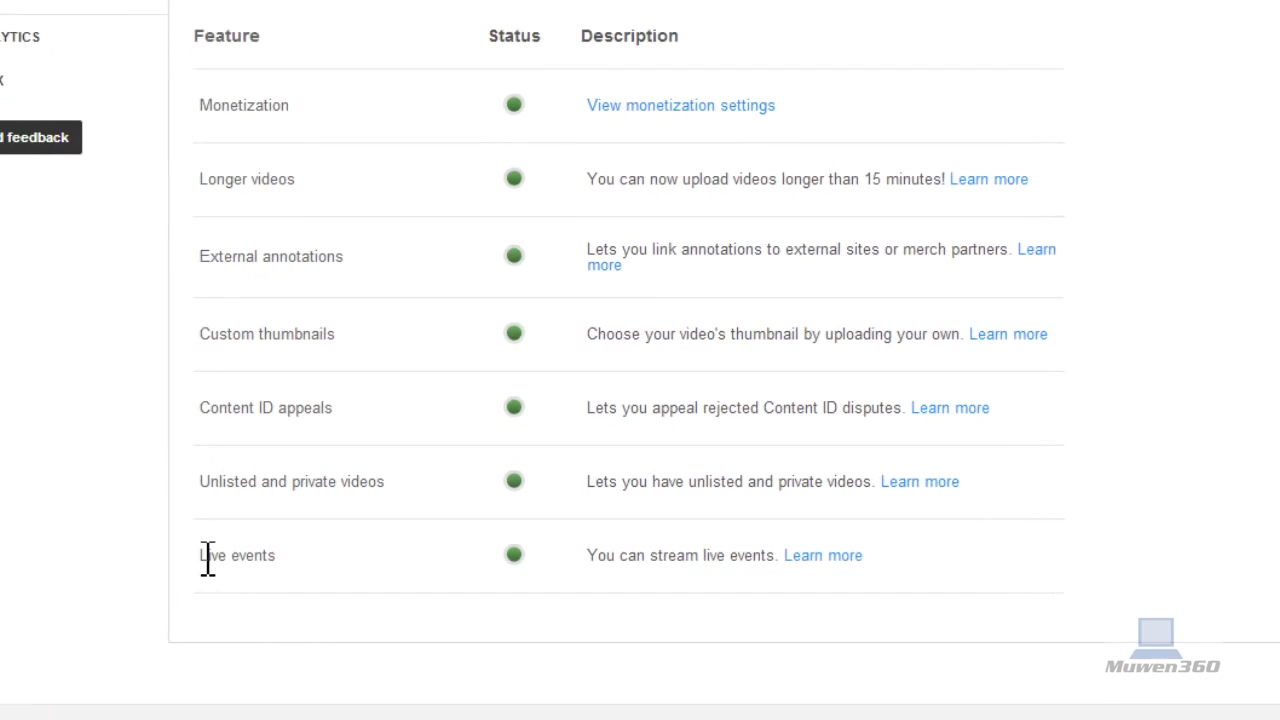 YTICS
X
d feedback
Feature Status Description
Monetization View monetization settings
Longer videos You can now upload videos longer than 15 minutes! Learn more
External annotations Lets you link annotations to external sites or merch partners. Learn
more
Custom thumbnails Choose your video's thumbnail by uploading your own. Learn more
Content ID appeals Lets you appeal rejected Content ID disputes. Learn more
Unlisted and private videos Lets you have unlisted and private videos. Learn more
Live events You can stream live events. Learn more
Muwen360